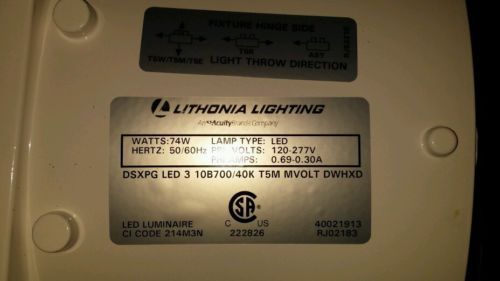 FIXTURE HINGE SIDE
T5W/T5M/T5E
T5R
AST
LIGHT THROW DIRECTION
LITHONIA LIGHTING
An AcuityBrands Company
WATTS: 74W LAMP TYPE: LED
HERTZ: 50/60Hz PRI. VOLTS: 120-277V
PRI. AMPS: 0.69-0.30A
DSXPG LED 3 10B700/40K T5M MVOLT DWHXD
LED LUMINAIRE
CI CODE 214M3N
C US
222826
40021913
RJ02183